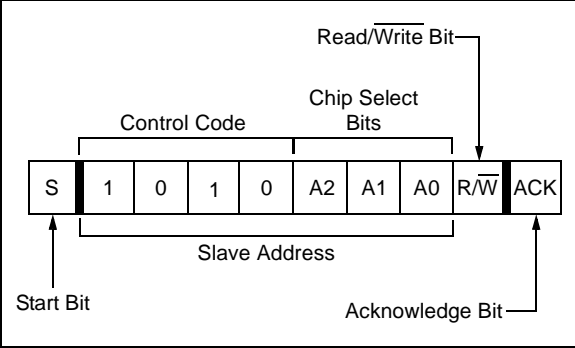 Read/Write Bit
Chip Select
Control Code Bits
S 1 0 1 0 A2 A1 A0 R/W ACK
Slave Address
Start Bit
Acknowledge Bit